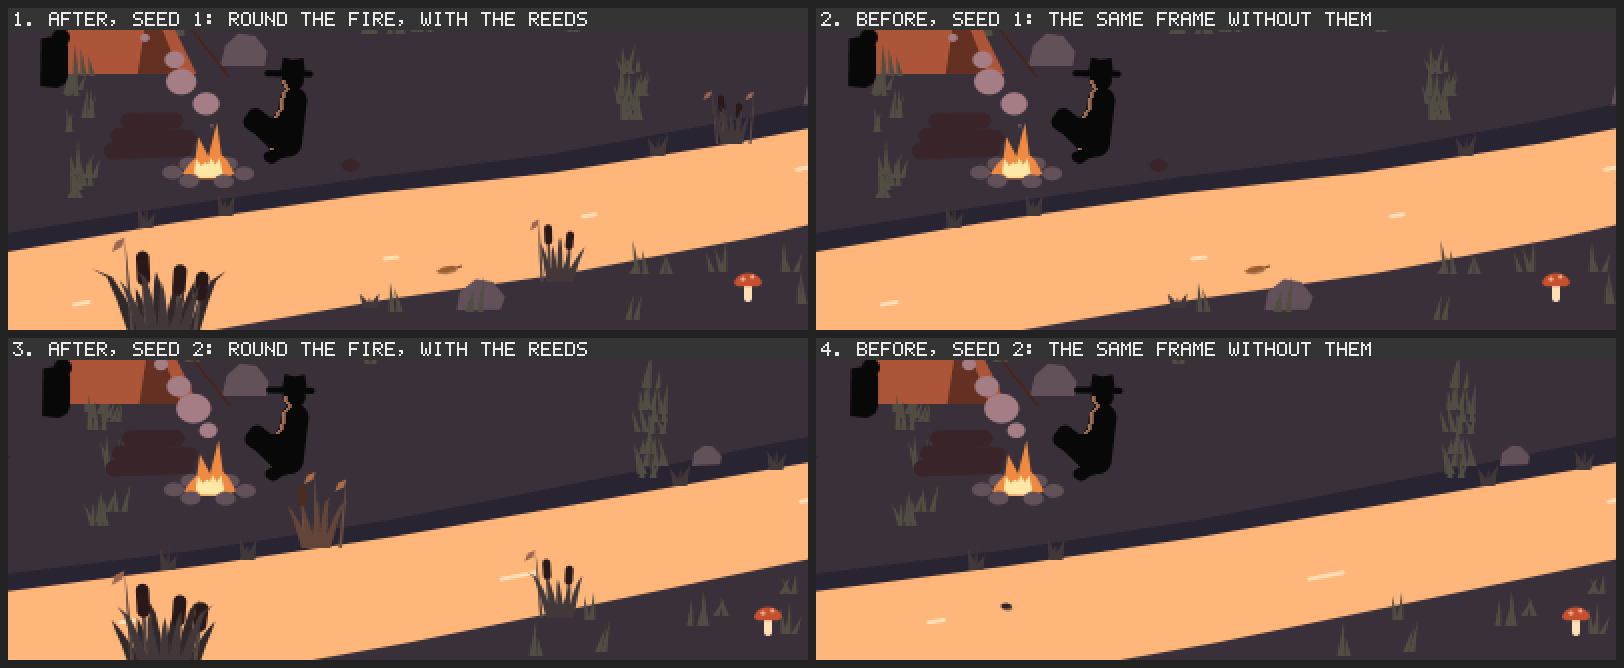 1. AFTER, SEED 1: ROUND THE FIRE, WITH THE REEDS
2. BEFORE, SEED 1: THE SAME FRAME WITHOUT THEM
3. AFTER, SEED 2: ROUND THE FIRE, WITH THE REEDS
4. BEFORE, SEED 2: THE SAME FRAME WITHOUT THEM